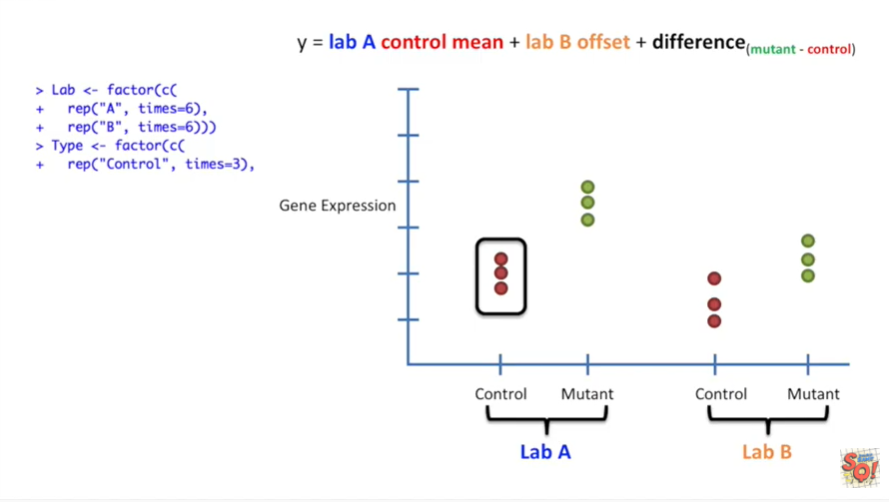 y = lab A control mean + lab B offset + difference(mutant - control)
> Lab <- factor(c(
+   rep("A", times=6),
+   rep("B", times=6)))
> Type <- factor(c(
+   rep("Control", times=3),
Gene Expression
Control Mutant Control Mutant
Lab A Lab B
SQ!